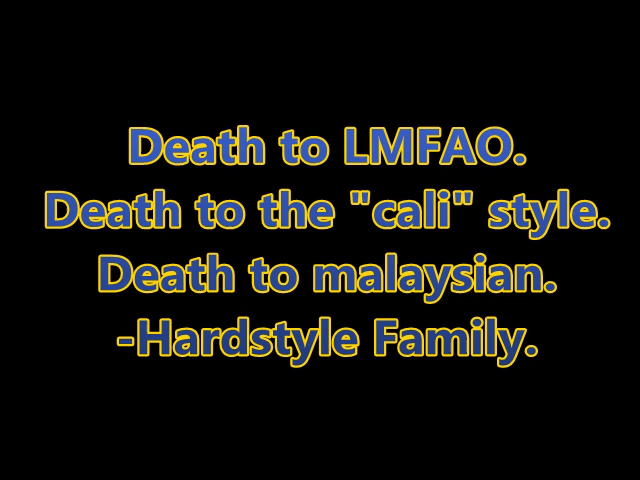 Death to LMFAO.
Death to the "cali" style.
Death to malaysian.
-Hardstyle Family.